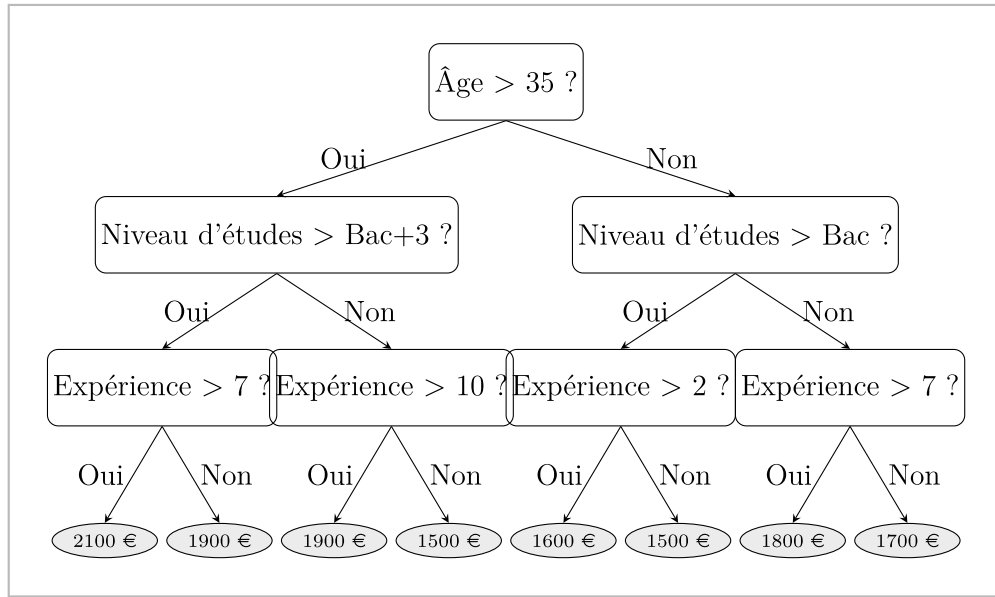 Âge > 35 ?
Oui
Non
Niveau d'études > Bac+3 ?
Niveau d'études > Bac ?
Oui
Non
Oui
Non
Expérience > 7 ?
Expérience > 10 ?
Expérience > 2 ?
Expérience > 7 ?
Oui
Non
Oui
Non
Oui
Non
Oui
Non
2100 €
1900 €
1900 €
1500 €
1600 €
1500 €
1800 €
1700 €